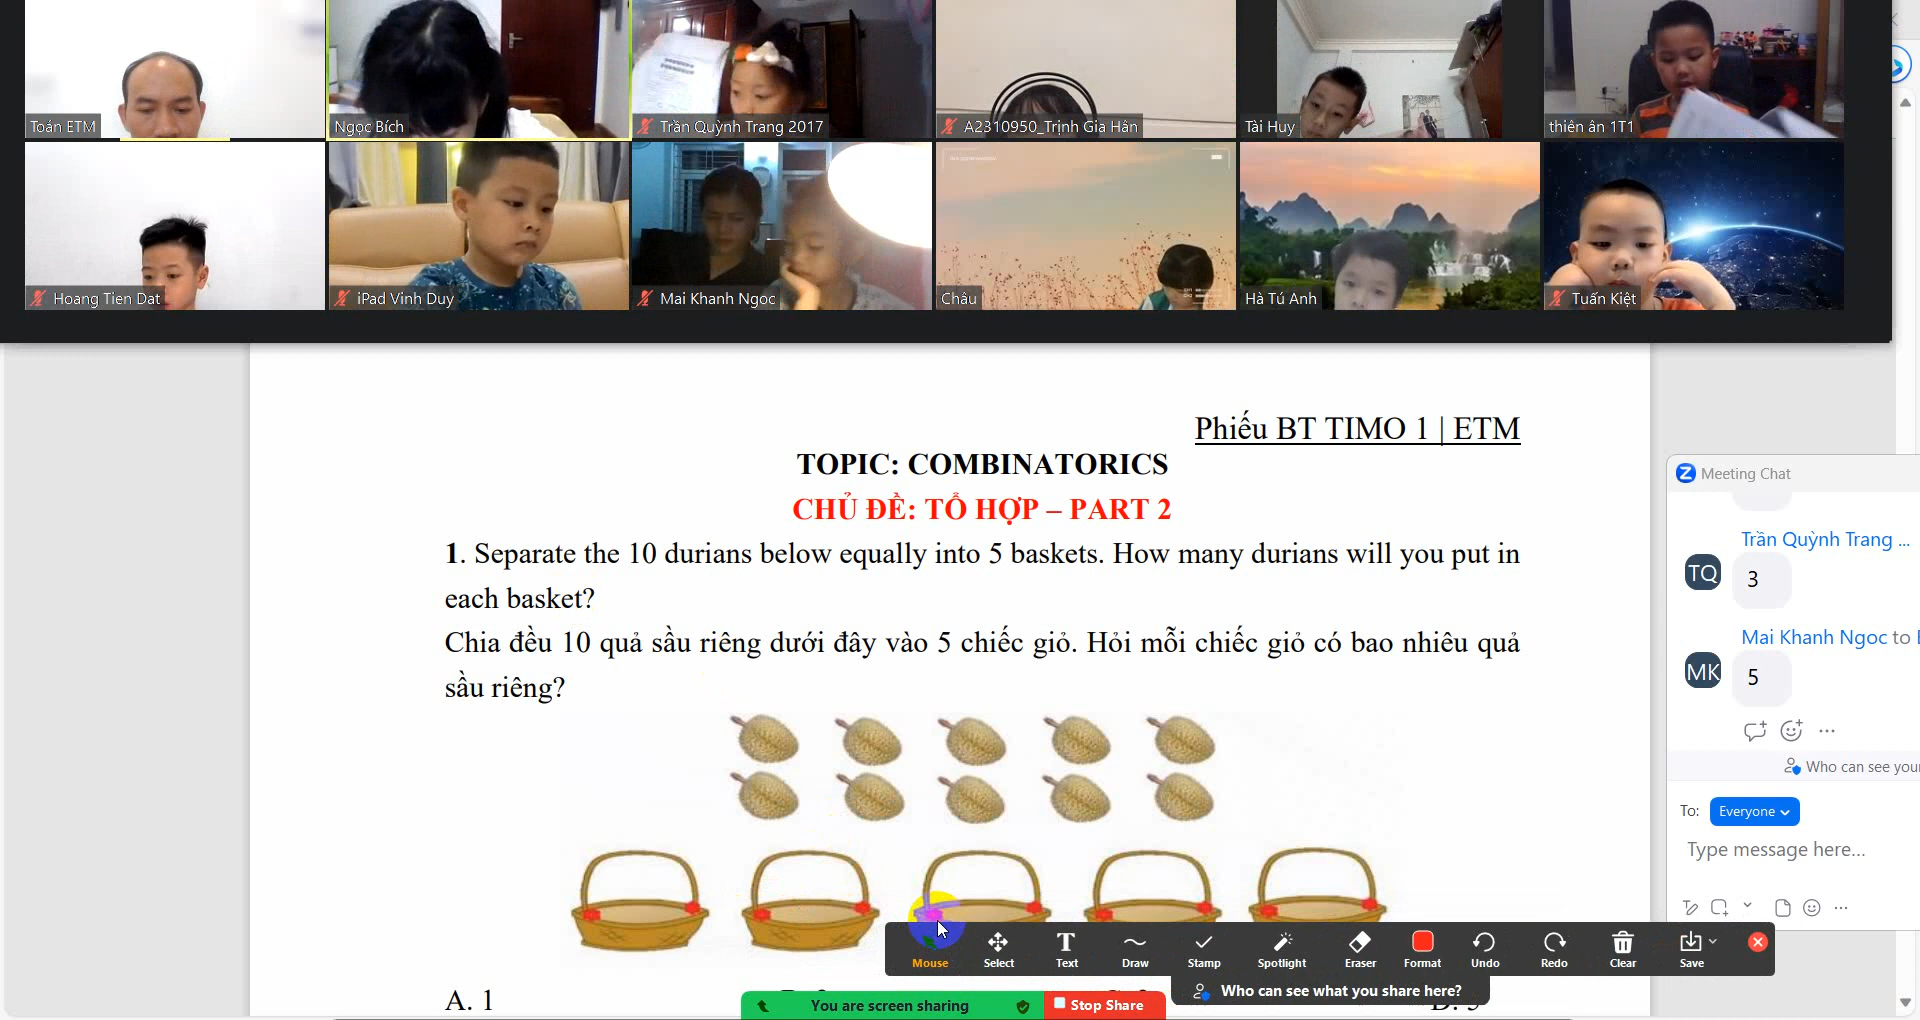 Toán ETM
Ngọc Bích
Trần Quỳnh Trang 2017
A2310950_Trịnh Gia Hân
Tài Huy
thiên ân 1T1
Hoang Tien Dat
iPad Vinh Duy
Mai Khanh Ngoc
Châu
Hà Tú Anh
Tuấn Kiệt
Phiếu BT TIMO 1 | ETM
TOPIC: COMBINATORICS
CHỦ ĐỀ: TỔ HỢP – PART 2
1. Separate the 10 durians below equally into 5 baskets. How many durians will you put in
each basket?
Chia đều 10 quả sầu riêng dưới đây vào 5 chiếc giỏ. Hỏi mỗi chiếc giỏ có bao nhiêu quả
sầu riêng?
A. 1
Meeting Chat
Trần Quỳnh Trang ...
TQ
3
Mai Khanh Ngoc to
MK
5
Who can see your
To:
Everyone
Type message here...
Mouse
Select
Text
Draw
Stamp
Spotlight
Eraser
Format
Undo
Redo
Clear
Save
Who can see what you share here?
You are screen sharing
Stop Share